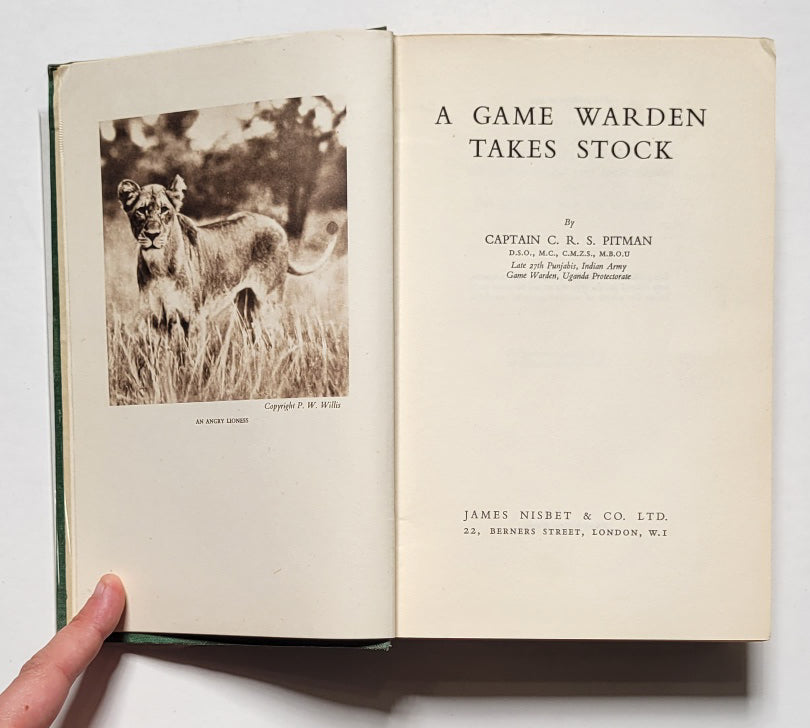 Copyright P. W. Willis
AN ANGRY LIONESS
A GAME WARDEN
TAKES STOCK
By
CAPTAIN C. R. S. PITMAN
D.S.O., M.C., C.M.Z.S., M.B.O.U
Late 27th Punjabis, Indian Army
Game Warden, Uganda Protectorate
JAMES NISBET & CO. LTD.
22, BERNERS STREET, LONDON, W.1